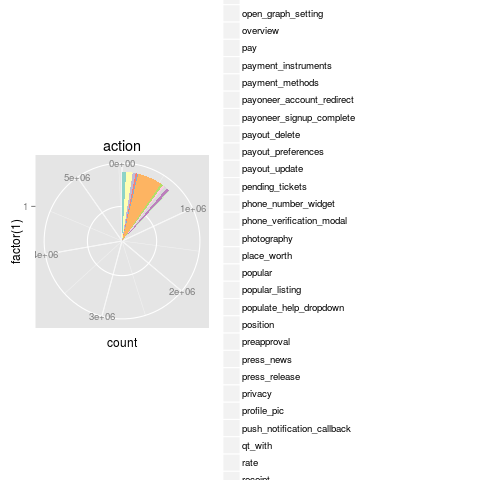 action
0e+00
5e+06
1e+06
1
4e+06
2e+06
3e+06
factor(1)
count
open_graph_setting
overview
pay
payment_instruments
payment_methods
payoneer_account_redirect
payoneer_signup_complete
payout_delete
payout_preferences
payout_update
pending_tickets
phone_number_widget
phone_verification_modal
photography
place_worth
popular
popular_listing
populate_help_dropdown
position
preapproval
press_news
press_release
privacy
profile_pic
push_notification_callback
qt_with
rate
receipt